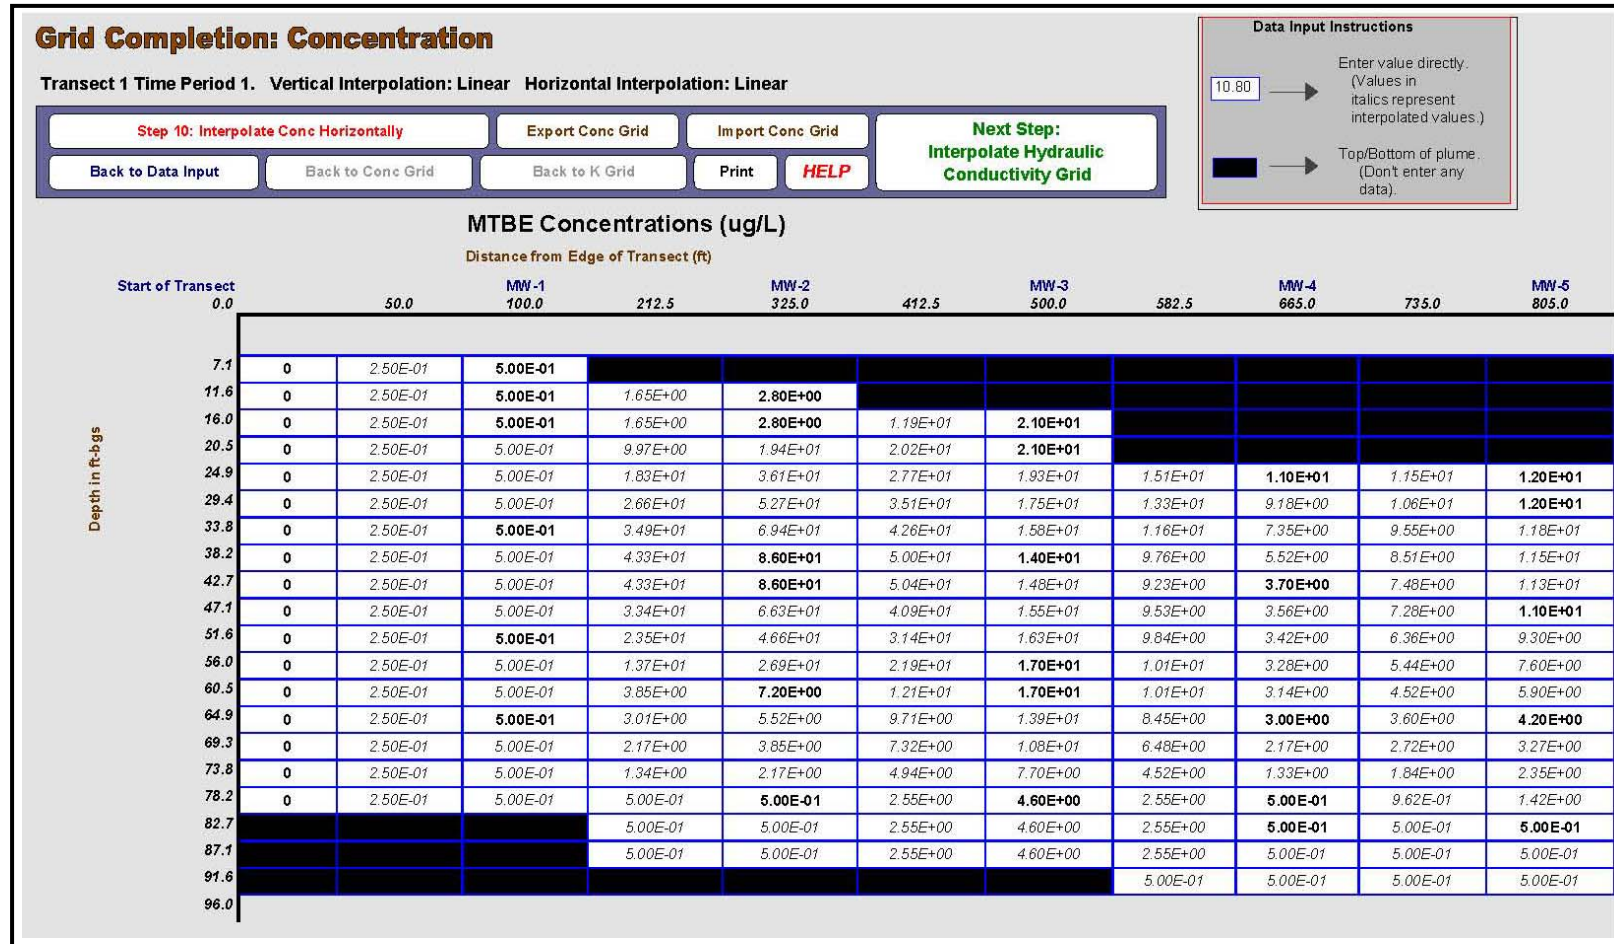 Grid Completion: Concentration
Transect 1 Time Period 1. Vertical Interpolation: Linear Horizontal Interpolation: Linear
Step 10: Interpolate Conc Horizontally
Export Conc Grid
Import Conc Grid
Next Step:
Interpolate Hydraulic
Conductivity Grid
Back to Data Input
Back to Conc Grid
Back to K Grid
Print
HELP
Data Input Instructions
10.80
Enter value directly.
(Values in
italics represent
interpolated values.)
Top/Bottom of plume.
(Don't enter any
data).
MTBE Concentrations (ug/L)
Distance from Edge of Transect (ft)
Start of Transect MW-1 MW-2 MW-3 MW-4 MW-5
0.0 50.0 100.0 212.5 325.0 412.5 500.0 582.5 665.0 735.0 805.0
Depth in ft-bgs
7.1 0 2.50E-01 5.00E-01
11.6 0 2.50E-01 5.00E-01 1.65E+00 2.80E+00
16.0 0 2.50E-01 5.00E-01 1.65E+00 2.80E+00 1.19E+01 2.10E+01
20.5 0 2.50E-01 5.00E-01 9.97E+00 1.94E+01 2.02E+01 2.10E+01
24.9 0 2.50E-01 5.00E-01 1.83E+01 3.61E+01 2.77E+01 1.93E+01 1.51E+01 1.10E+01 1.15E+01 1.20E+01
29.4 0 2.50E-01 5.00E-01 2.66E+01 5.27E+01 3.51E+01 1.75E+01 1.33E+01 9.18E+00 1.06E+01 1.20E+01
33.8 0 2.50E-01 5.00E-01 3.49E+01 6.94E+01 4.26E+01 1.58E+01 1.16E+01 7.35E+00 9.55E+00 1.18E+01
38.2 0 2.50E-01 5.00E-01 4.33E+01 8.60E+01 5.00E+01 1.40E+01 9.76E+00 5.52E+00 8.51E+00 1.15E+01
42.7 0 2.50E-01 5.00E-01 4.33E+01 8.60E+01 5.04E+01 1.48E+01 9.23E+00 3.70E+00 7.48E+00 1.13E+01
47.1 0 2.50E-01 5.00E-01 3.34E+01 6.63E+01 4.09E+01 1.55E+01 9.53E+00 3.56E+00 7.28E+00 1.10E+01
51.6 0 2.50E-01 5.00E-01 2.35E+01 4.66E+01 3.14E+01 1.63E+01 9.84E+00 3.42E+00 6.36E+00 9.30E+00
56.0 0 2.50E-01 5.00E-01 1.37E+01 2.69E+01 2.19E+01 1.70E+01 1.01E+01 3.28E+00 5.44E+00 7.60E+00
60.5 0 2.50E-01 5.00E-01 3.85E+00 7.20E+00 1.21E+01 1.70E+01 1.01E+01 3.14E+00 4.52E+00 5.90E+00
64.9 0 2.50E-01 5.00E-01 3.01E+00 5.52E+00 9.71E+00 1.39E+01 8.45E+00 3.00E+00 3.60E+00 4.20E+00
69.3 0 2.50E-01 5.00E-01 2.17E+00 3.85E+00 7.32E+00 1.08E+01 6.48E+00 2.17E+00 2.72E+00 3.27E+00
73.8 0 2.50E-01 5.00E-01 1.34E+00 2.17E+00 4.94E+00 7.70E+00 4.52E+00 1.33E+00 1.84E+00 2.35E+00
78.2 0 2.50E-01 5.00E-01 5.00E-01 5.00E-01 2.55E+00 4.60E+00 2.55E+00 5.00E-01 9.62E-01 1.42E+00
82.7 5.00E-01 5.00E-01 2.55E+00 4.60E+00 2.55E+00 5.00E-01 5.00E-01 5.00E-01
87.1 5.00E-01 5.00E-01 2.55E+00 4.60E+00 2.55E+00 5.00E-01 5.00E-01 5.00E-01
91.6 5.00E-01 5.00E-01 5.00E-01 5.00E-01
96.0